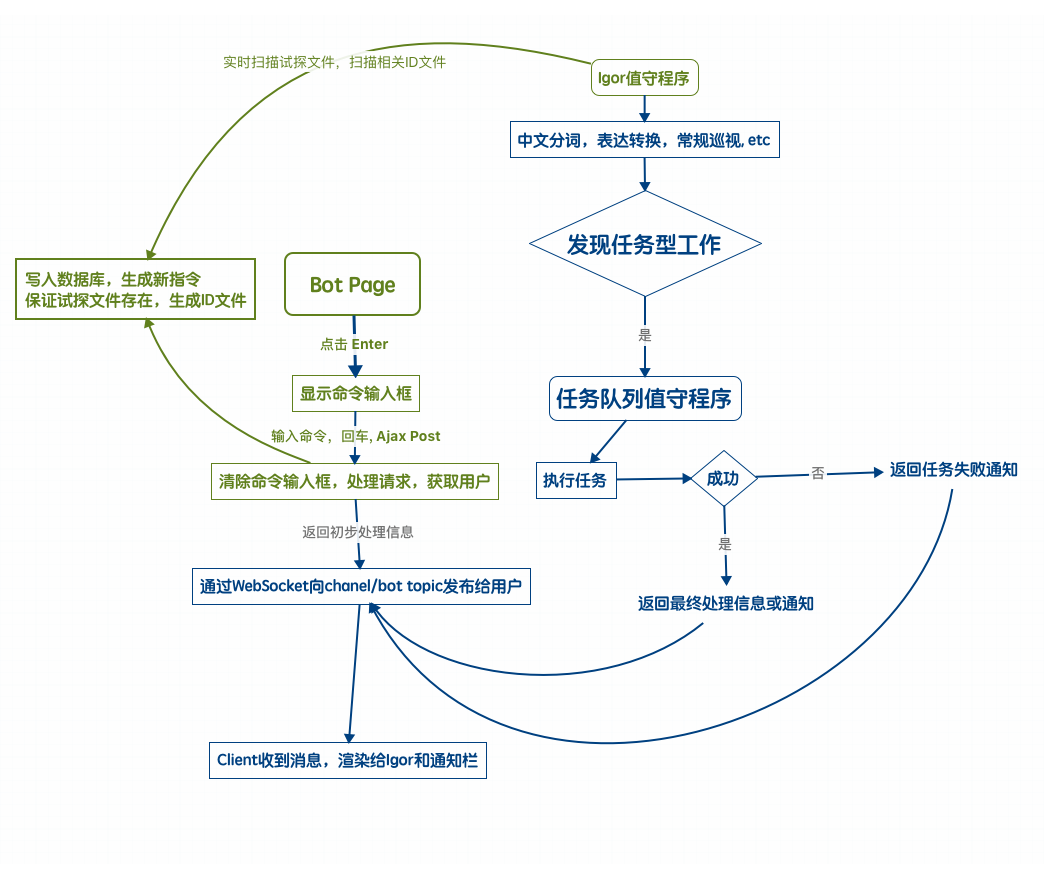 实时扫描试探文件，扫描相关ID文件
Igor值守程序
中文分词，表达转换，常规巡视, etc
发现任务型工作
写入数据库，生成新指令
保证试探文件存在，生成ID文件
Bot Page
是
点击 Enter
显示命令输入框
任务队列值守程序
输入命令，回车, Ajax Post
清除命令输入框，处理请求，获取用户
执行任务
成功
否
返回任务失败通知
返回初步处理信息
是
通过WebSocket向chanel/bot topic发布给用户
返回最终处理信息或通知
Client收到消息，渲染给Igor和通知栏